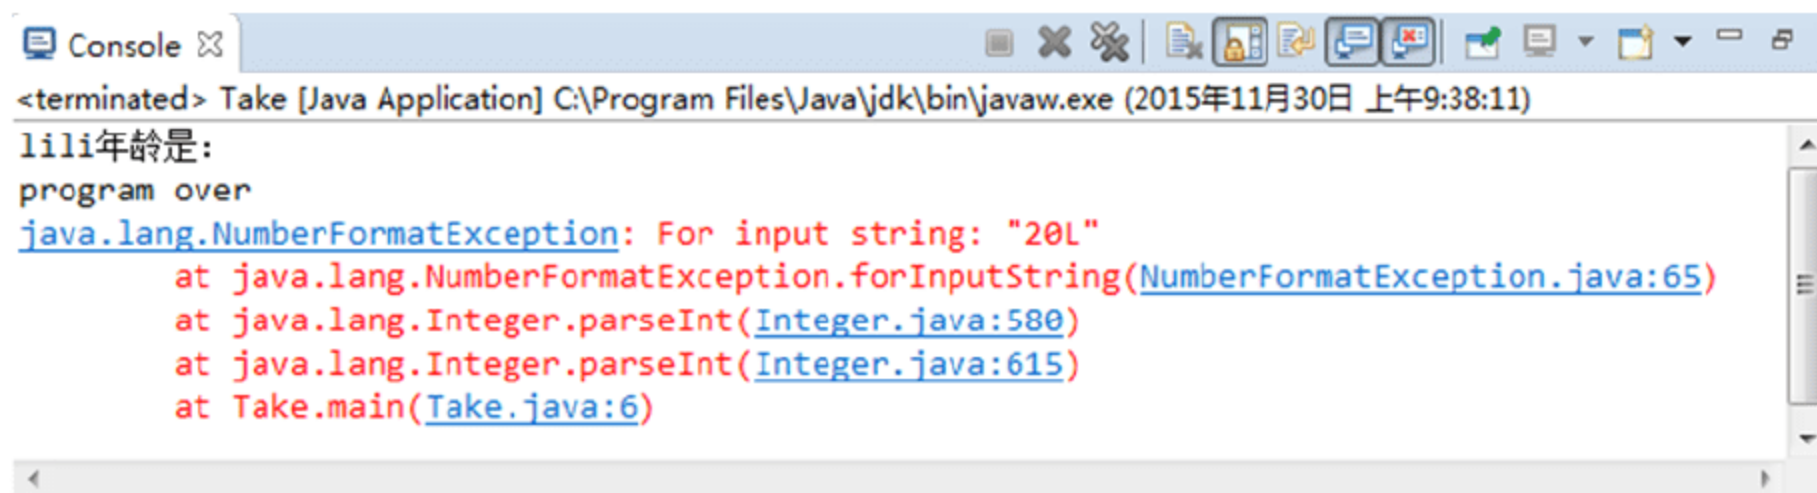 Console
<terminated> Take [Java Application] C:\Program Files\Java\jdk\bin\javaw.exe (2015年11月30日 上午9:38:11)
lili年龄是：
program over
java.lang.NumberFormatException: For input string: "20L"
at java.lang.NumberFormatException.forInputString(NumberFormatException.java:65)
at java.lang.Integer.parseInt(Integer.java:580)
at java.lang.Integer.parseInt(Integer.java:615)
at Take.main(Take.java:6)